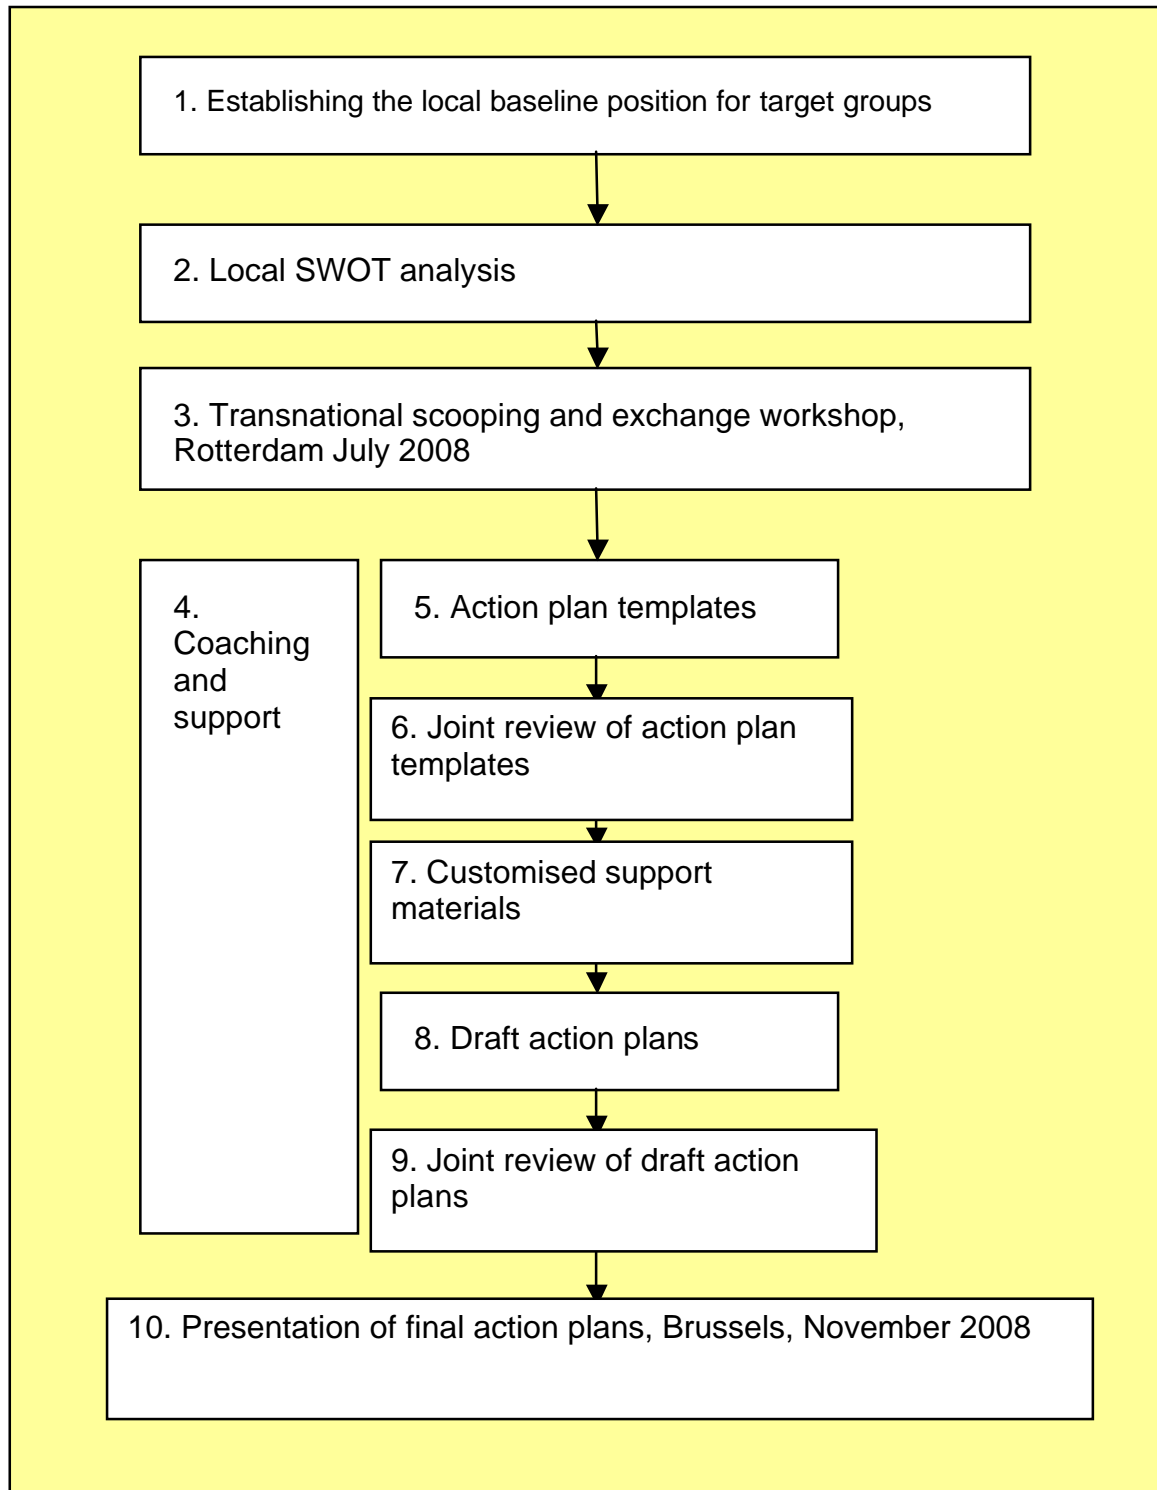 1. Establishing the local baseline position for target groups
2. Local SWOT analysis
3. Transnational scooping and exchange workshop,
Rotterdam July 2008
4.
Coaching
and
support
5. Action plan templates
6. Joint review of action plan
templates
7. Customised support
materials
8. Draft action plans
9. Joint review of draft action
plans
10. Presentation of final action plans, Brussels, November 2008